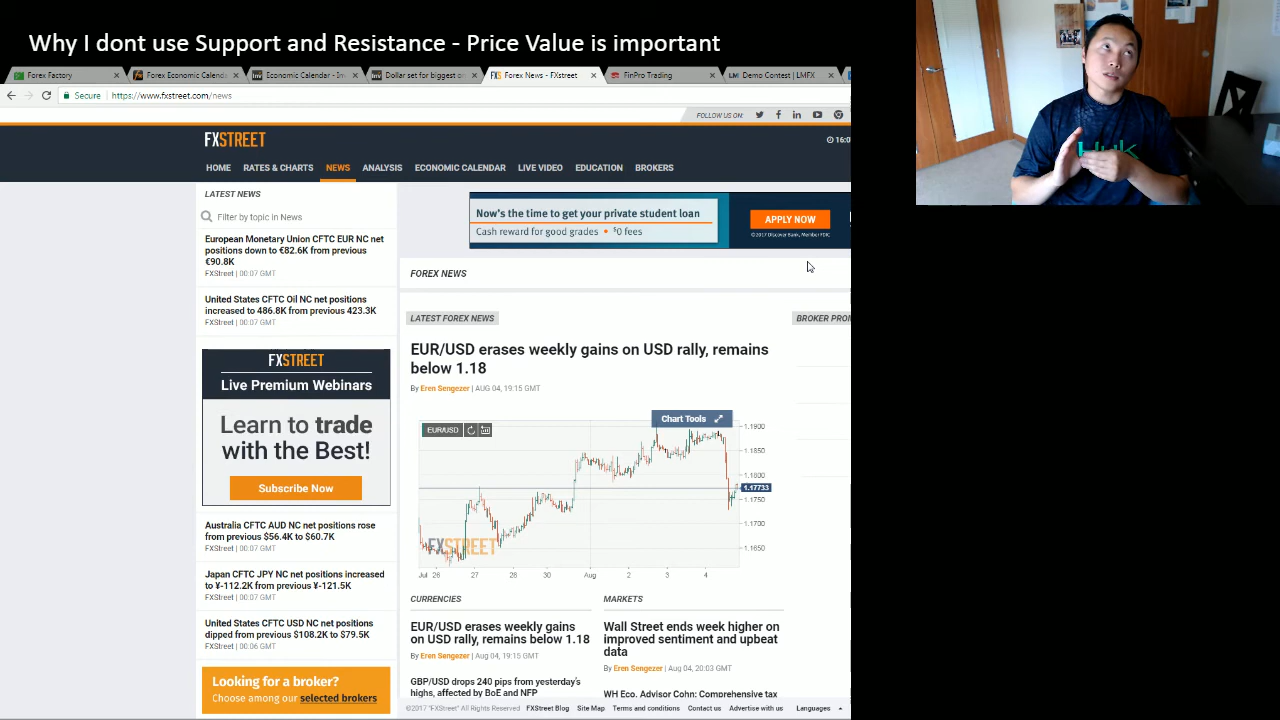 Why I dont use Support and Resistance - Price Value is important
Forex Factory
Forex Economic Calend
Economic Calendar - In
Dollar set for biggest o
Forex News - FXstreet
FinPro Trading
Demo Contest | LMFX
Secure
https://www.fxstreet.com/news
FOLLOW US ON:
FXSTREET
16:0
HOME
RATES & CHARTS
NEWS
ANALYSIS
ECONOMIC CALENDAR
LIVE VIDEO
EDUCATION
BROKERS
LATEST NEWS
Filter by topic in News
European Monetary Union CFTC EUR NC net
positions down to €82.6K from previous
€90.8K
FXStreet | 00:07 GMT
United States CFTC Oil NC net positions
increased to 486.8K from previous 423.3K
FXStreet | 00:07 GMT
FXSTREET
Live Premium Webinars
Learn to trade
with the Best!
Subscribe Now
Australia CFTC AUD NC net positions rose
from previous $56.4K to $60.7K
FXStreet | 00:07 GMT
Japan CFTC JPY NC net positions increased
to ¥-112.2K from previous ¥-121.5K
FXStreet | 00:07 GMT
United States CFTC USD NC net positions
dipped from previous $108.2K to $79.5K
FXStreet | 00:06 GMT
Looking for a broker?
Choose among our selected brokers
Now's the time to get your private student loan
Cash reward for good grades • $0 fees
APPLY NOW
©2017 Discover Bank, Member FDIC
FOREX NEWS
LATEST FOREX NEWS
BROKER PROM
EUR/USD erases weekly gains on USD rally, remains
below 1.18
By Eren Sengezer | AUG 04, 19:15 GMT
Chart Tools
EUR/USD
1.1900
1.1850
1.1800
1.17733
1.1750
1.1700
1.1650
FXSTREET
Jul 26 27 28 30 Aug 2 3 4
CURRENCIES
EUR/USD erases weekly gains
on USD rally, remains below 1.18
By Eren Sengezer | Aug 04, 19:15 GMT
GBP/USD drops 240 pips from yesterday's
highs, affected by BoE and NFP
MARKETS
Wall Street ends week higher on
improved sentiment and upbeat
data
By Eren Sengezer | Aug 04, 20:03 GMT
WH Eco. Advisor Cohn: Comprehensive tax
©2017 "FXStreet" All Rights Reserved
FXStreet Blog
Site Map
Terms and conditions
Contact us
Advertise with us
Languages